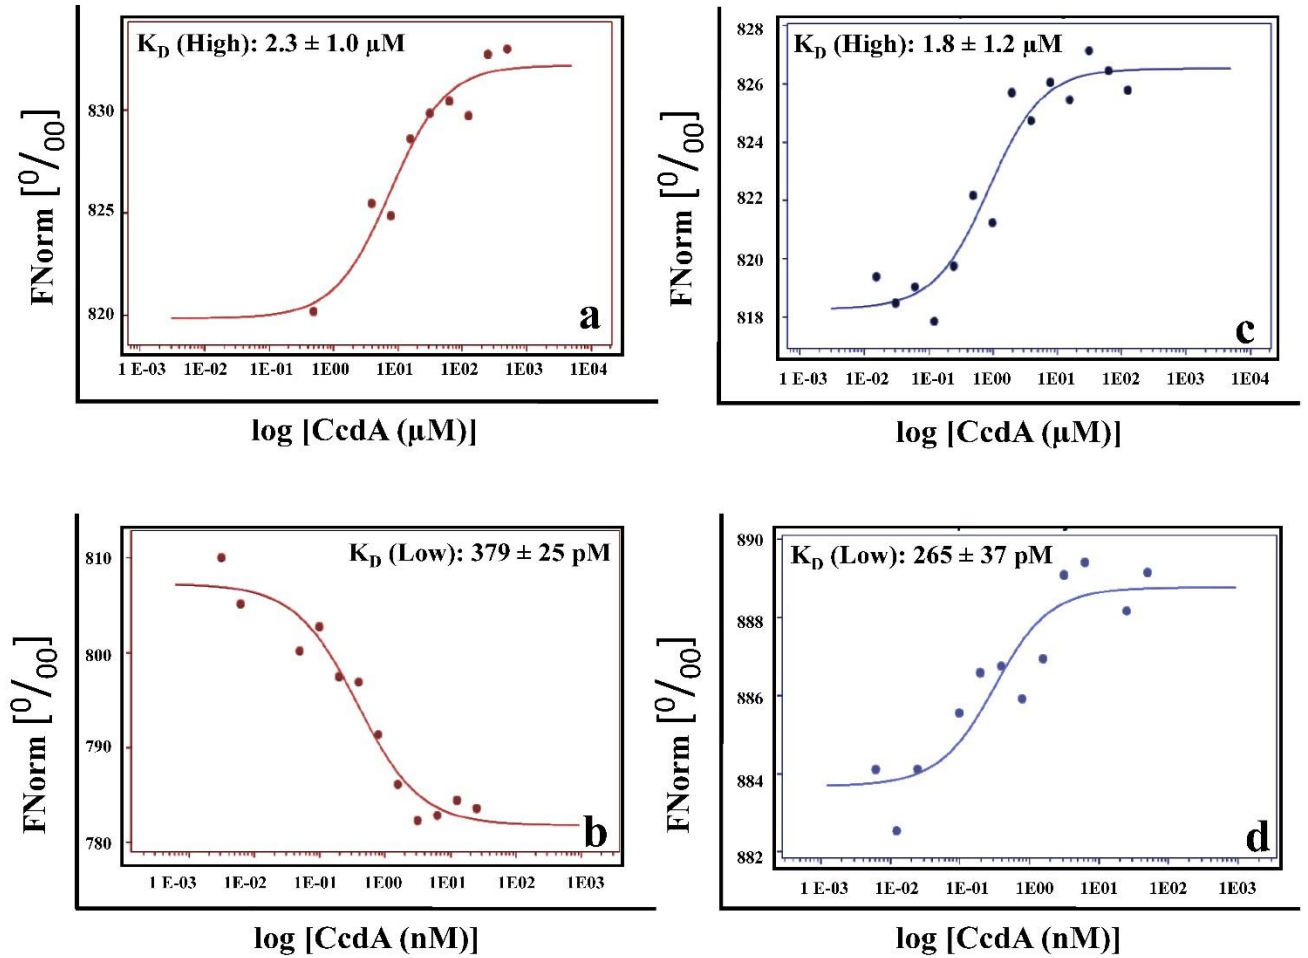 K_D (High): 2.3 ± 1.0 μM
FNorm [⁰/₀₀]
830
825
820
a
1 E-03 1E-02 1E-01 1E00 1E01 1E02 1E03 1E04
log [CcdA (μM)]
K_D (High): 1.8 ± 1.2 μM
FNorm [⁰/₀₀]
828
826
824
822
820
818
c
1 E-03 1E-02 1E-01 1E00 1E01 1E02 1E03 1E04
log [CcdA (μM)]
K_D (Low): 379 ± 25 pM
FNorm [⁰/₀₀]
810
800
790
780
b
1 E-03 1E-02 1E-01 1E00 1E01 1E02 1E03
log [CcdA (nM)]
K_D (Low): 265 ± 37 pM
FNorm [⁰/₀₀]
890
888
886
884
882
d
1 E-03 1E-02 1E-01 1E00 1E01 1E02 1E03
log [CcdA (nM)]